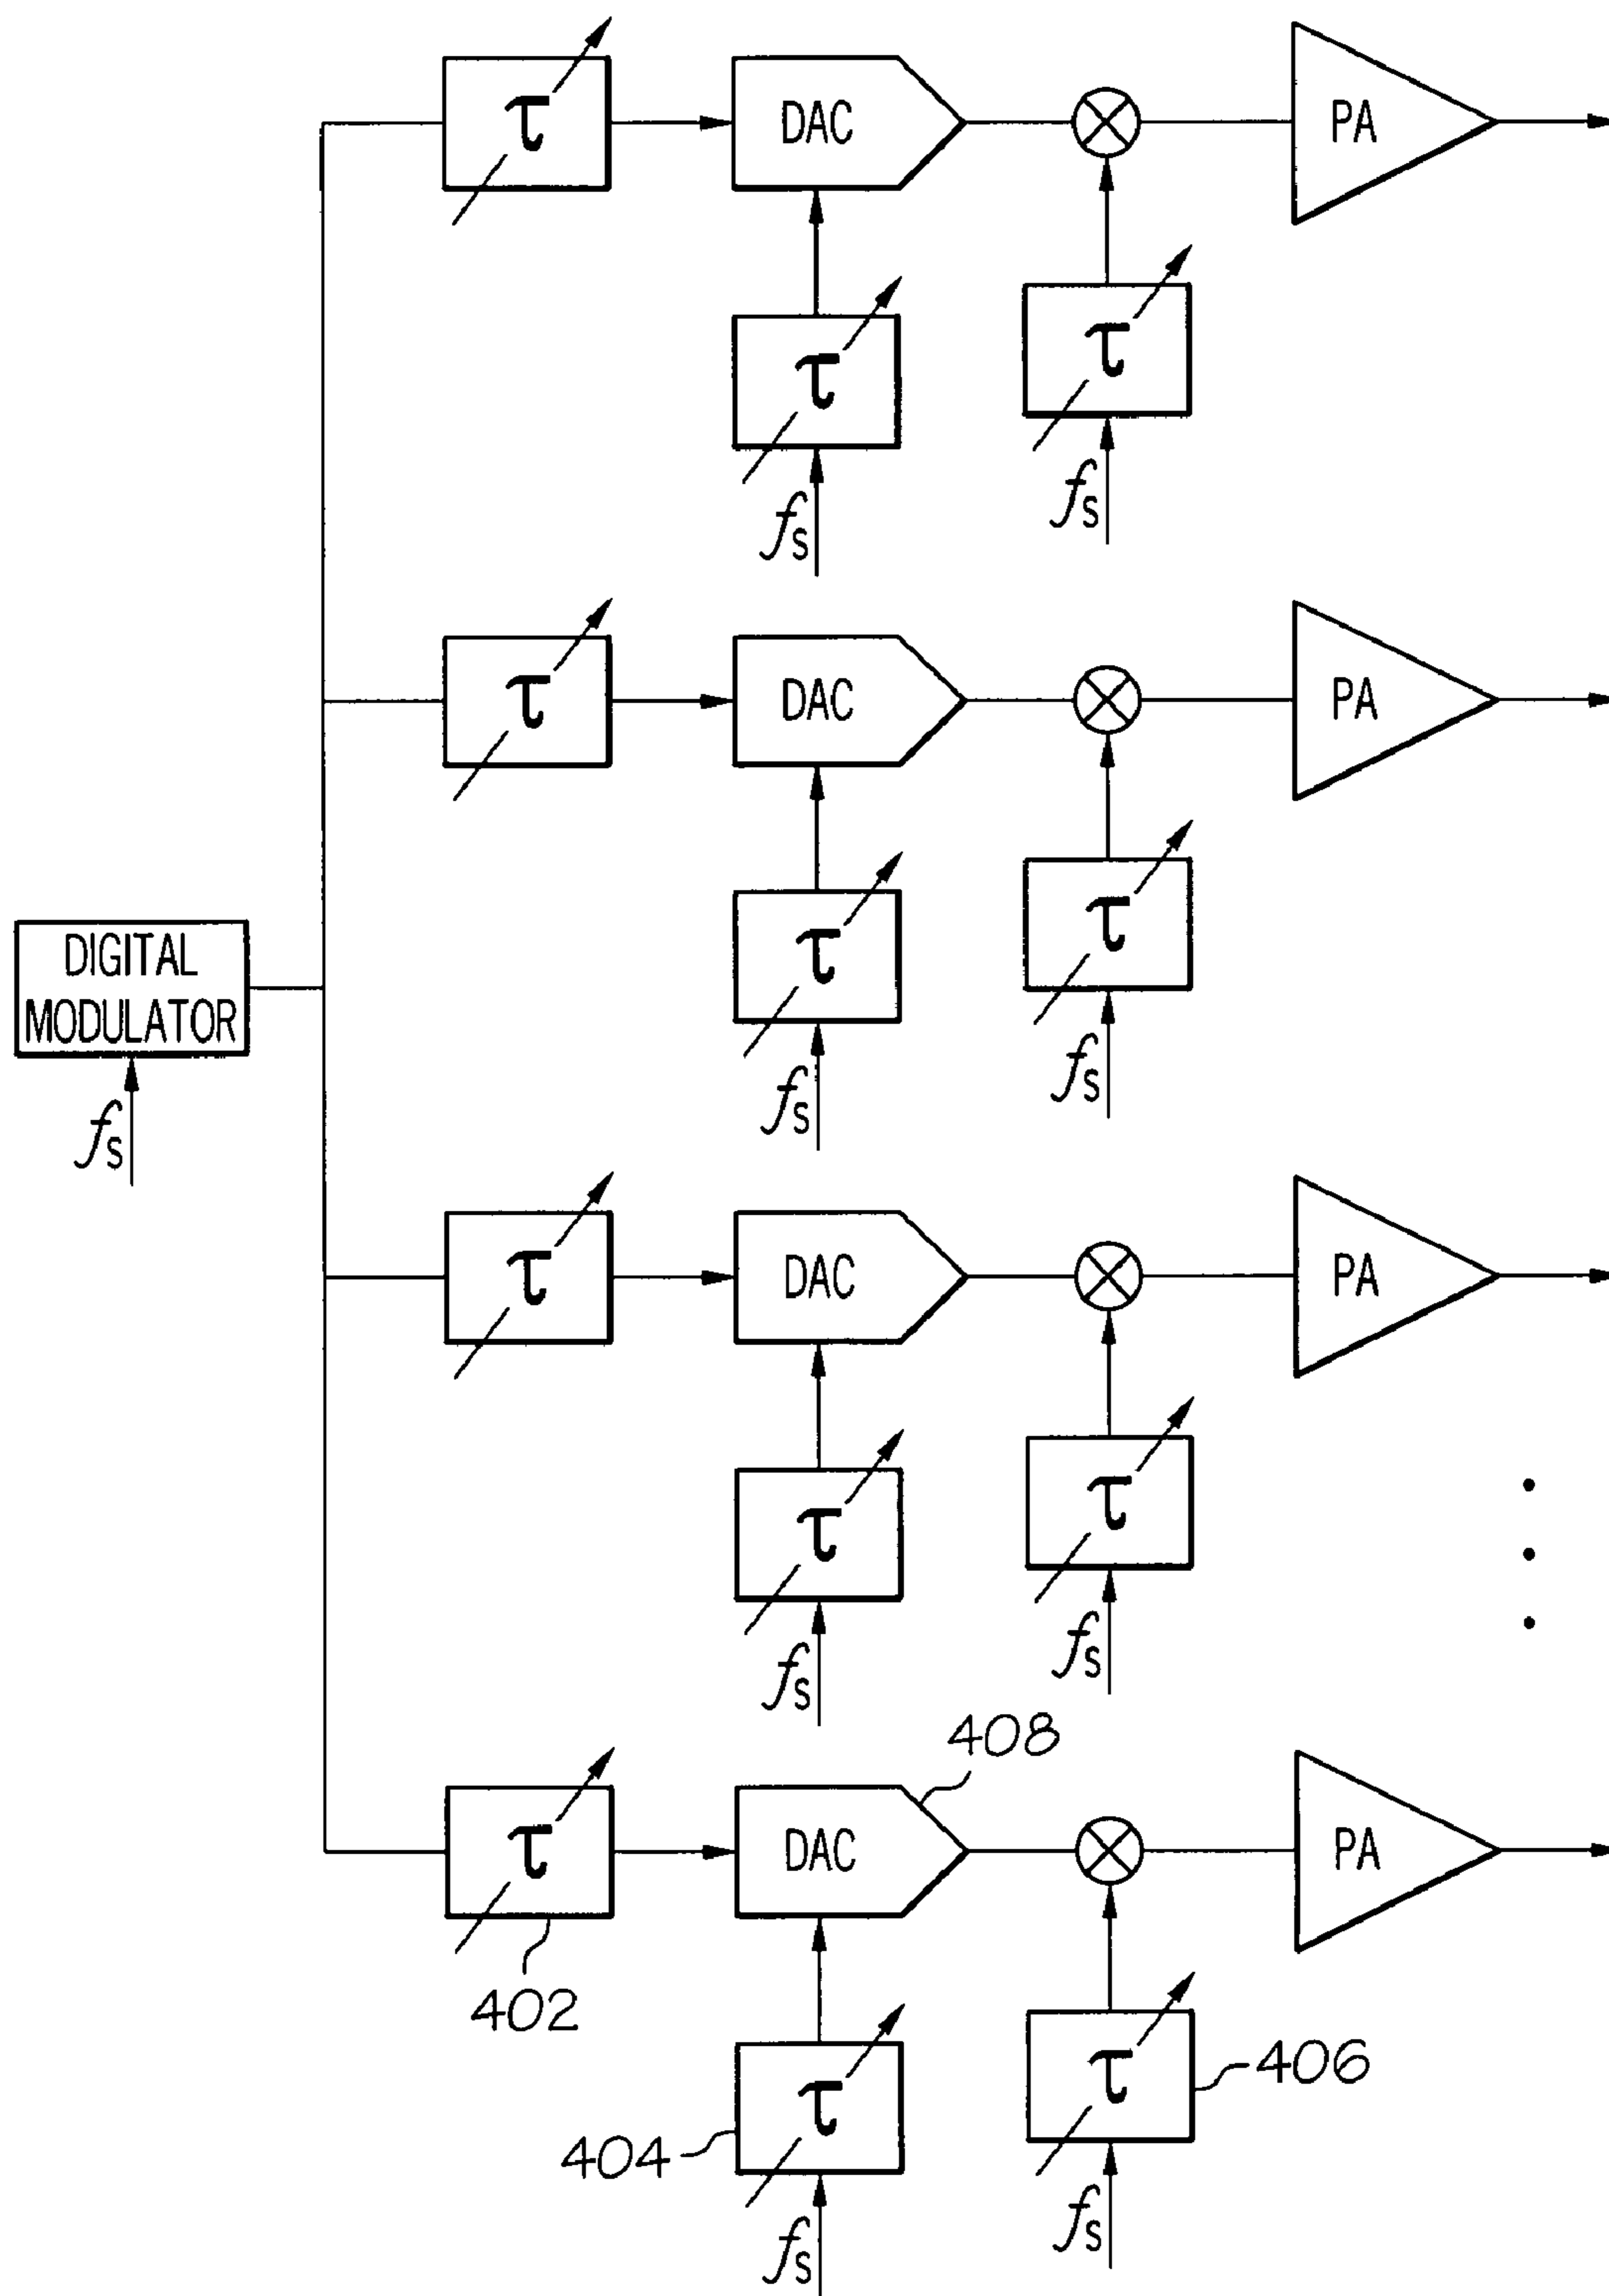 τ DAC PA
τ τ
fs fs
τ DAC PA
τ τ
DIGITAL
MODULATOR
fs fs fs
τ DAC PA
τ τ
fs fs
408
τ DAC PA
402
τ τ 406
404
fs fs